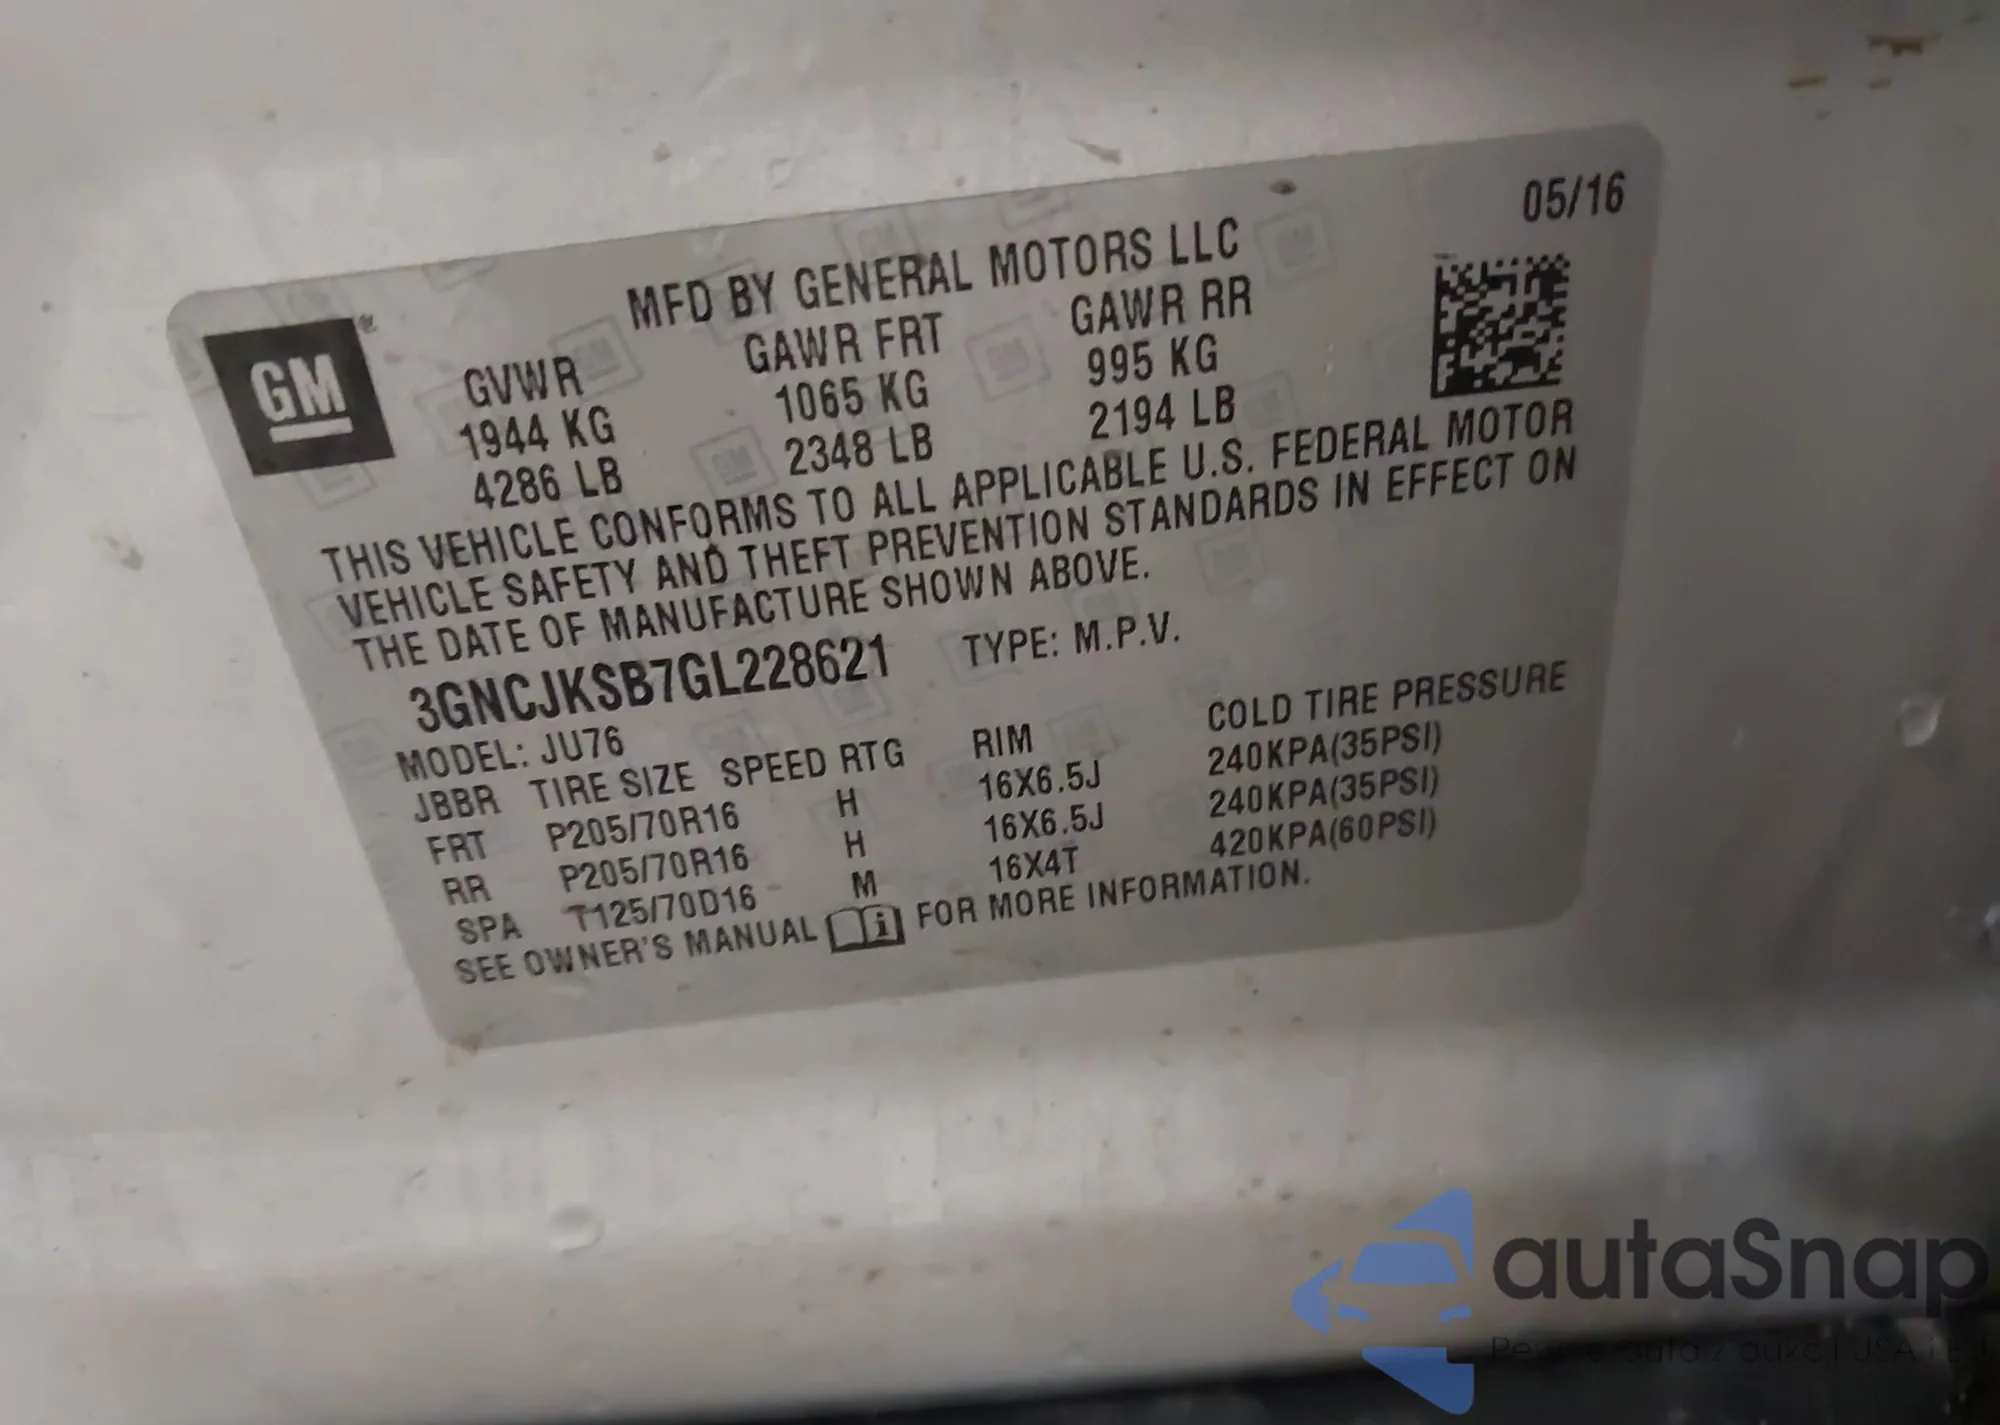 05/16
MFD BY GENERAL MOTORS LLC
GM ®
GVWR GAWR FRT GAWR RR
1944 KG 1065 KG 995 KG
4286 LB 2348 LB 2194 LB
THIS VEHICLE CONFORMS TO ALL APPLICABLE U.S. FEDERAL MOTOR
VEHICLE SAFETY AND THEFT PREVENTION STANDARDS IN EFFECT ON
THE DATE OF MANUFACTURE SHOWN ABOVE.
3GNCJKSB7GL228621 TYPE: M.P.V.
MODEL: JU76
JBBR TIRE SIZE SPEED RTG RIM COLD TIRE PRESSURE
FRT P205/70R16 H 16X6.5J 240KPA(35PSI)
RR P205/70R16 H 16X6.5J 240KPA(35PSI)
SPA T125/70D16 M 16X4T 420KPA(60PSI)
SEE OWNER'S MANUAL i FOR MORE INFORMATION.
autaSnap
auta z aukcji USA i